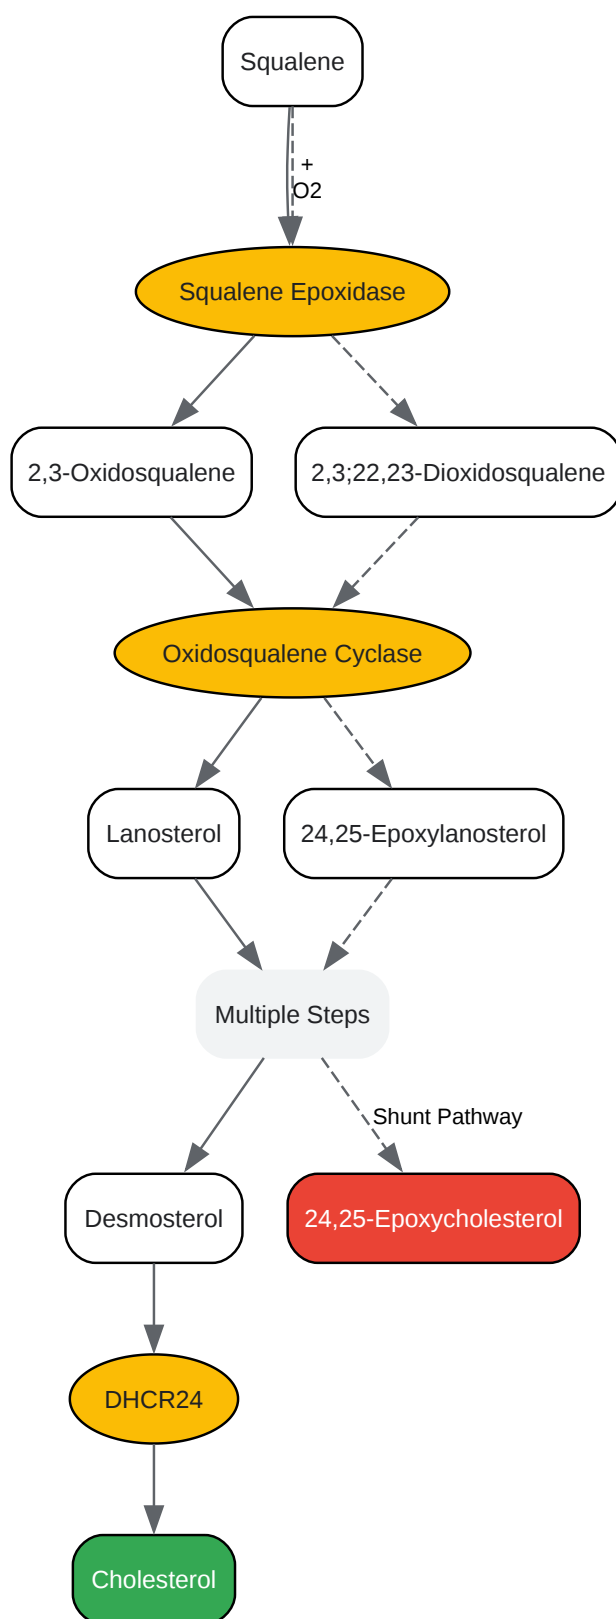 Squalene
+
O2
Squalene Epoxidase
2,3-Oxidosqualene
2,3;22,23-Dioxidosqualene
Oxidosqualene Cyclase
Lanosterol
24,25-Epoxylanosterol
Multiple Steps
Shunt Pathway
Desmosterol
24,25-Epoxycholesterol
DHCR24
Cholesterol